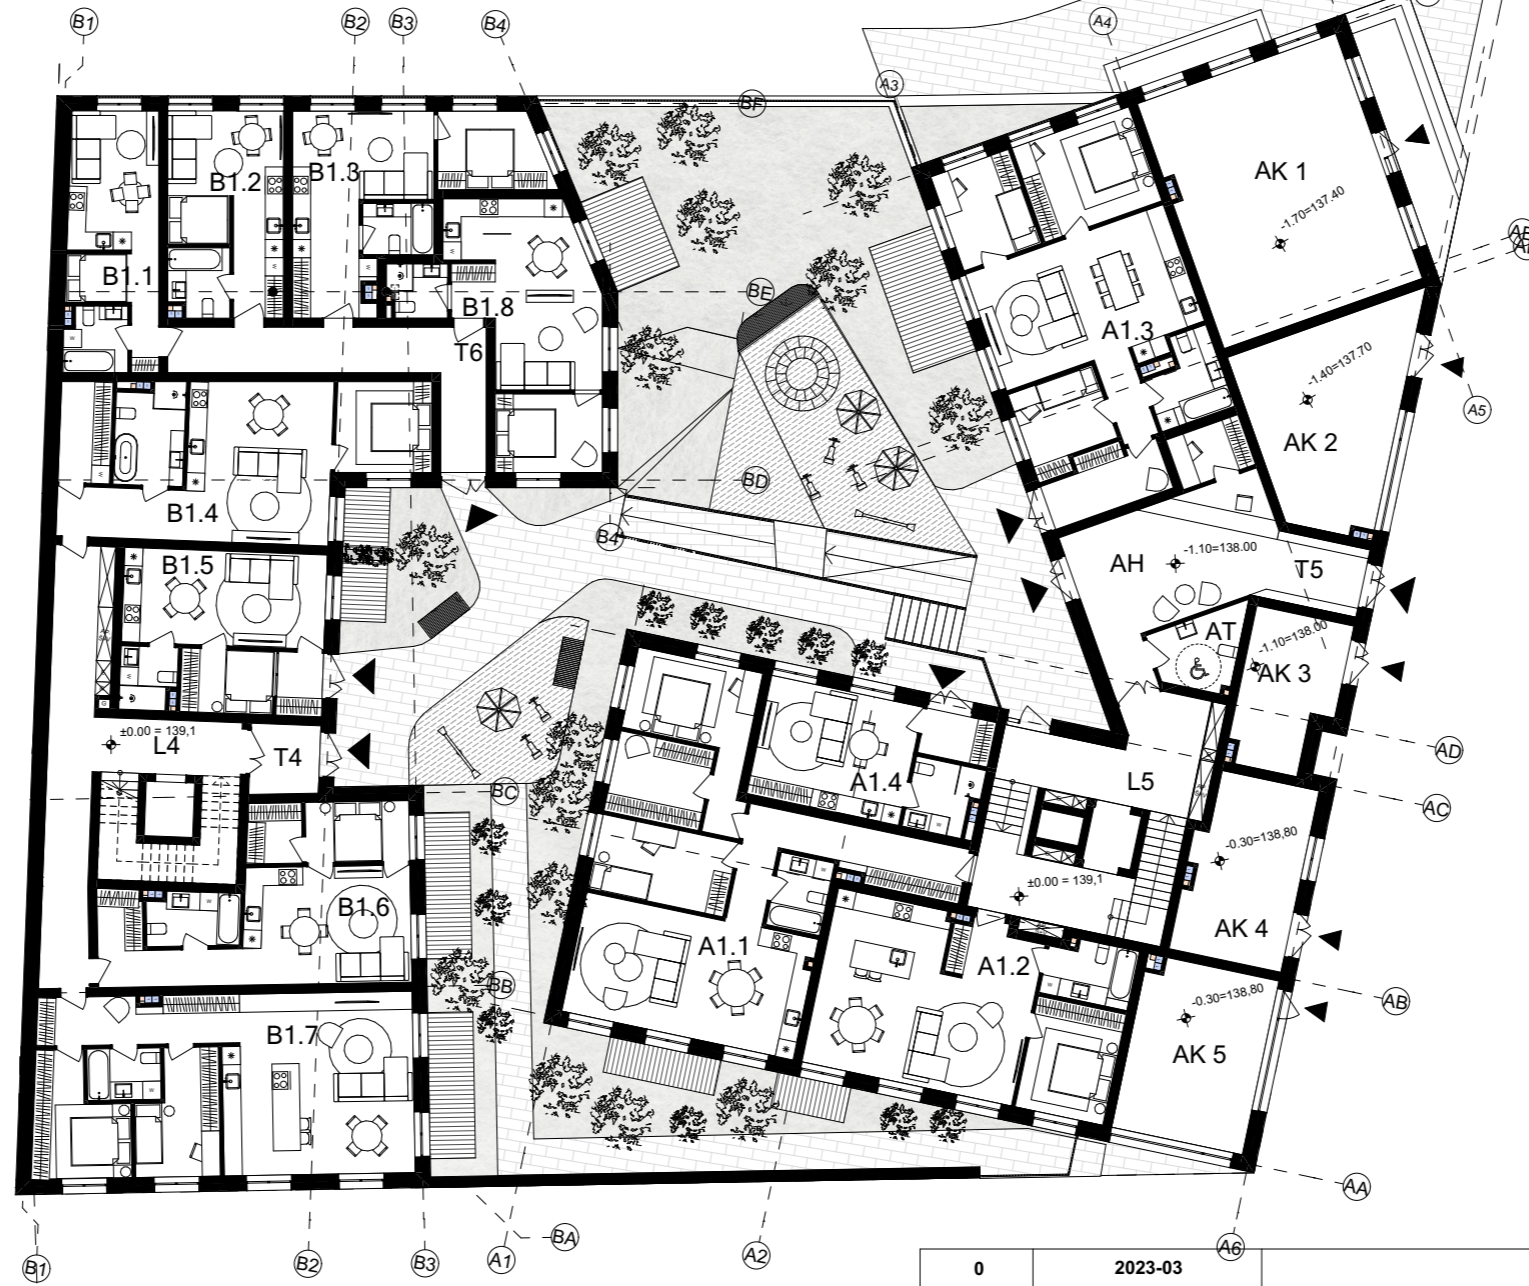 B1
B2
B3
B4
A4
A3
BF
AK 1
-1.70=137.40
B1.1
B1.2
B1.3
B1.8
T6
BE
A1.3
-1.40=137.70
AK 2
A5
B1.4
BD
B4
B1.5
AH
-1.10=138.00
T5
AT
-1.10=138.00
AK 3
±0.00 = 139,1
L4
T4
BC
A1.4
L5
AD
AC
-0.30=138,80
AK 4
±0.00 = 139,1
B1.6
A1.1
A1.2
BB
AB
-0.30=138,80
AK 5
B1.7
AA
BA
B1
B2
B3
A1
A2
A6
0
2023-03